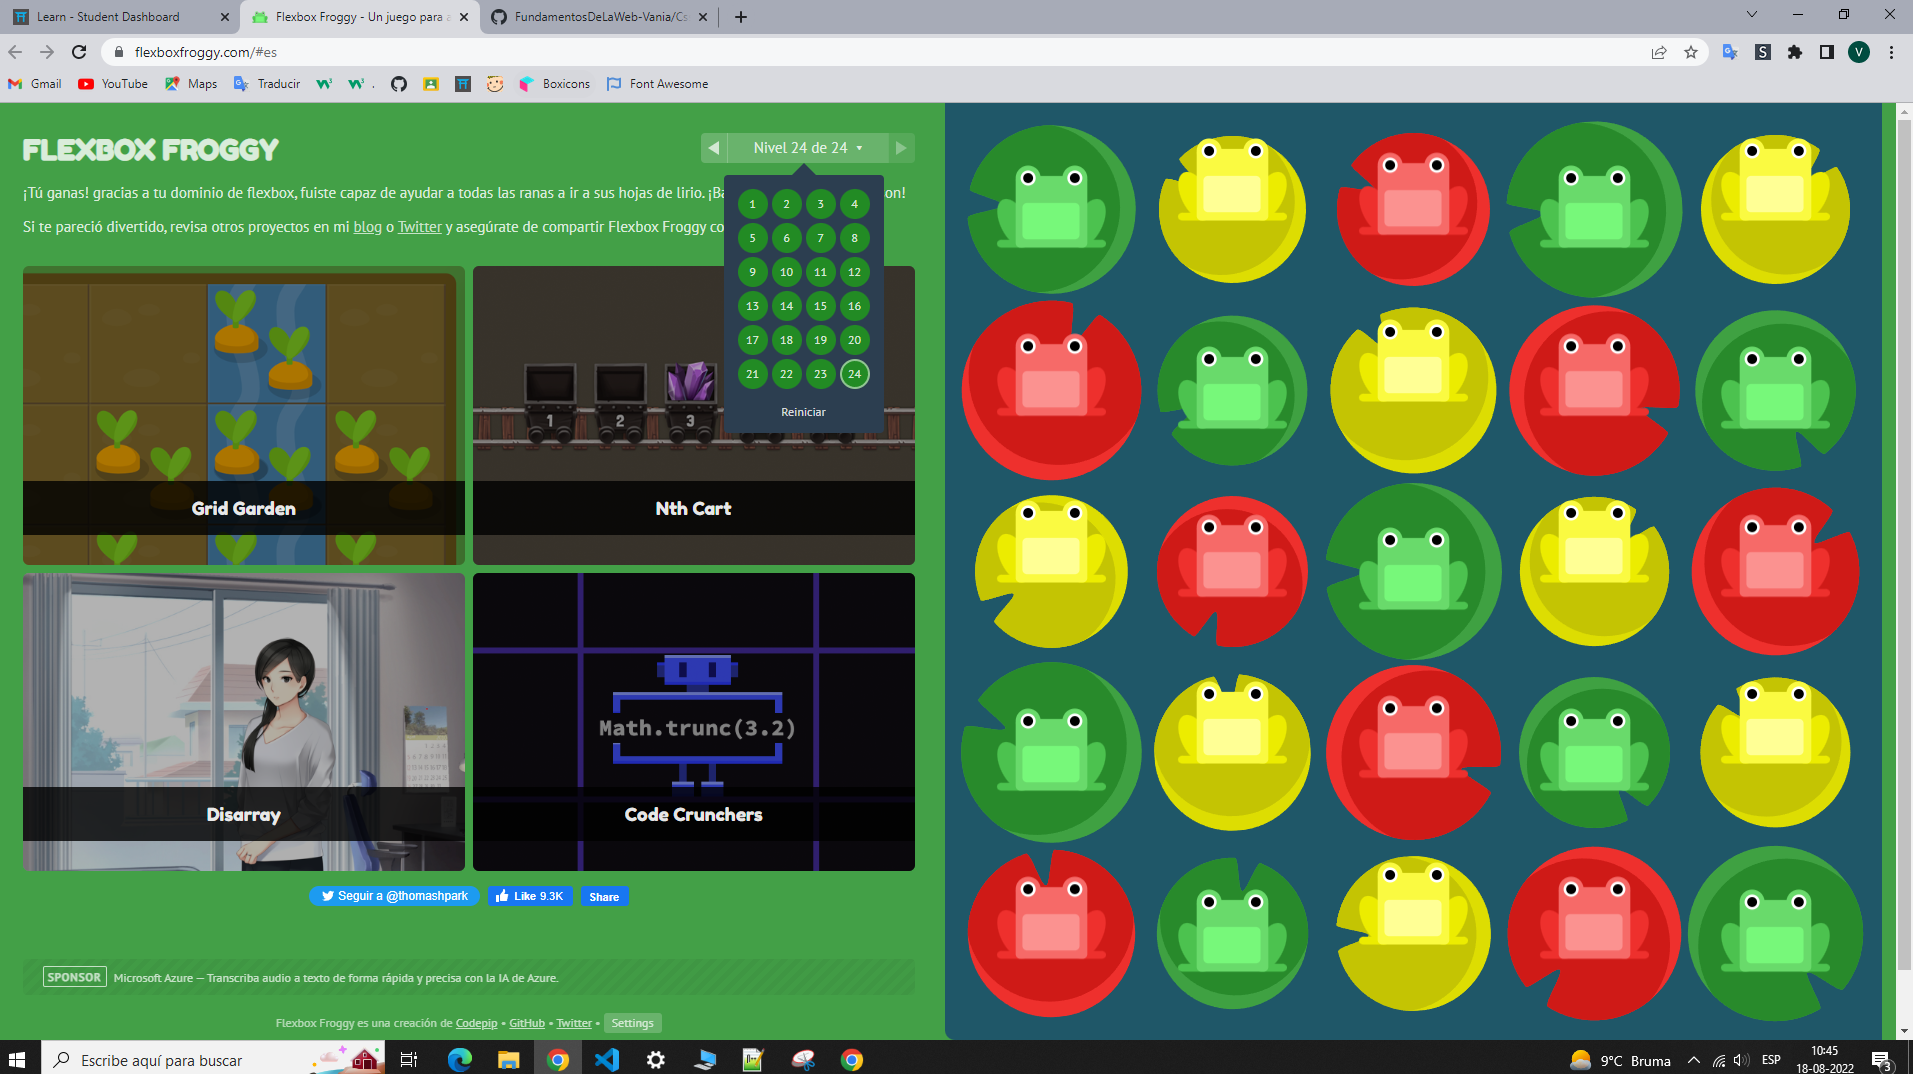 Learn - Student Dashboard
Flexbox Froggy - Un juego para a
FundamentosDeLaWeb-Vania/Cs
flexboxfroggy.com/#es
S
V
Gmail
YouTube
Maps
Traducir
Boxicons
Font Awesome
FLEXBOX FROGGY
Nivel 24 de 24
¡Tú ganas! gracias a tu dominio de flexbox, fuiste capaz de ayudar a todas las ranas a ir a sus hojas de lirio. ¡Ba
on!
Si te pareció divertido, revisa otros proyectos en mi blog o Twitter y asegúrate de compartir Flexbox Froggy co
1 2 3 4
5 6 7 8
9 10 11 12
13 14 15 16
17 18 19 20
21 22 23 24
Reiniciar
1 2 3
Grid Garden
Nth Cart
Math.trunc(3.2)
Disarray
Code Crunchers
Seguir a @thomashpark
Like 9.3K
Share
SPONSOR Microsoft Azure — Transcriba audio a texto de forma rápida y precisa con la IA de Azure.
Flexbox Froggy es una creación de Codepip • GitHub • Twitter • Settings
Escribe aquí para buscar
9°C Bruma
ESP
10:45
18-08-2022
3